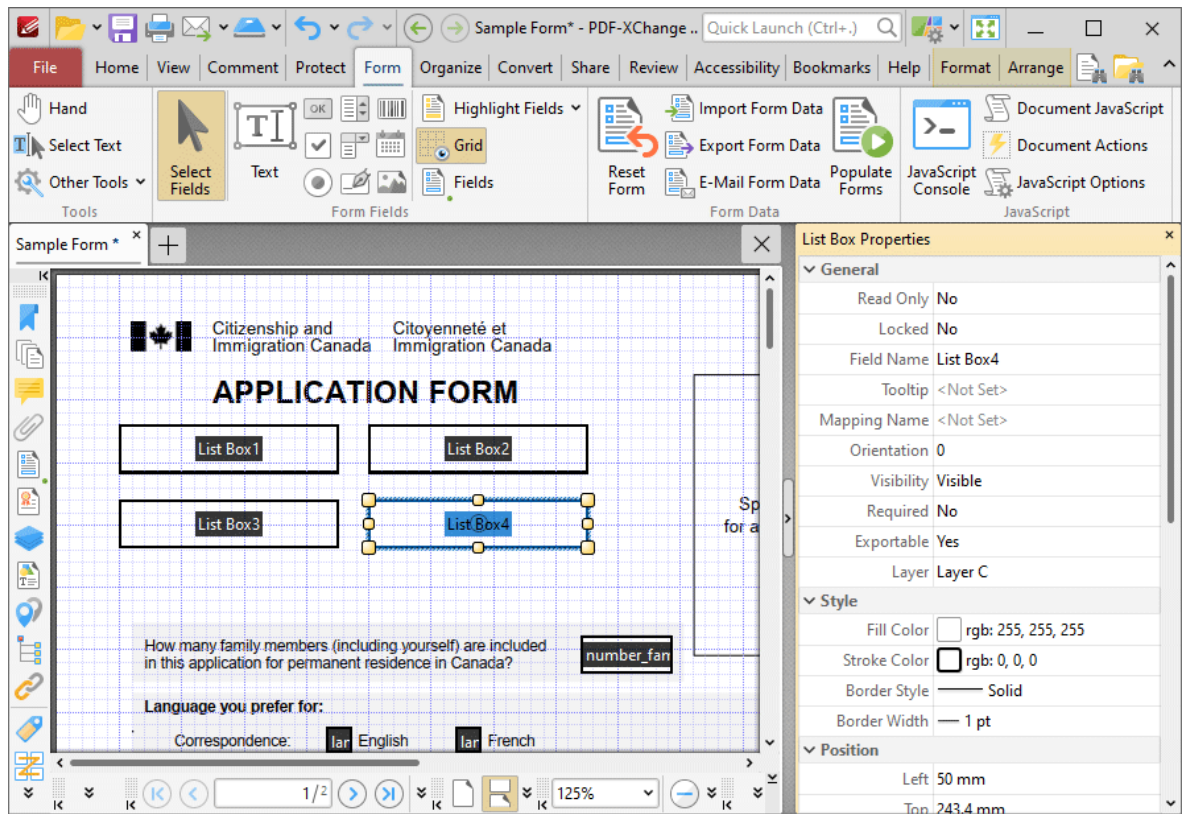 Sample Form* - PDF-XChange ..
Quick Launch (Ctrl+.)
File Home View Comment Protect Form Organize Convert Share Review Accessibility Bookmarks Help Format Arrange
Hand
Select Text
Other Tools
Tools
Select Fields
Text
OK
Highlight Fields
Grid
Fields
Form Fields
Reset Form
Import Form Data
Export Form Data
E-Mail Form Data
Populate Forms
Form Data
JavaScript Console
Document JavaScript
Document Actions
JavaScript Options
JavaScript
Sample Form *
Citizenship and
Immigration Canada
Citoyenneté et
Immigration Canada
APPLICATION FORM
List Box1
List Box2
List Box3
List Box4
Sp
for a
How many family members (including yourself) are included
in this application for permanent residence in Canada?
number_fam
Language you prefer for:
Correspondence: lar English lar French
1/2
125%
List Box Properties
General
Read Only No
Locked No
Field Name List Box4
Tooltip <Not Set>
Mapping Name <Not Set>
Orientation 0
Visibility Visible
Required No
Exportable Yes
Layer Layer C
Style
Fill Color rgb: 255, 255, 255
Stroke Color rgb: 0, 0, 0
Border Style Solid
Border Width 1 pt
Position
Left 50 mm
Top 243.4 mm